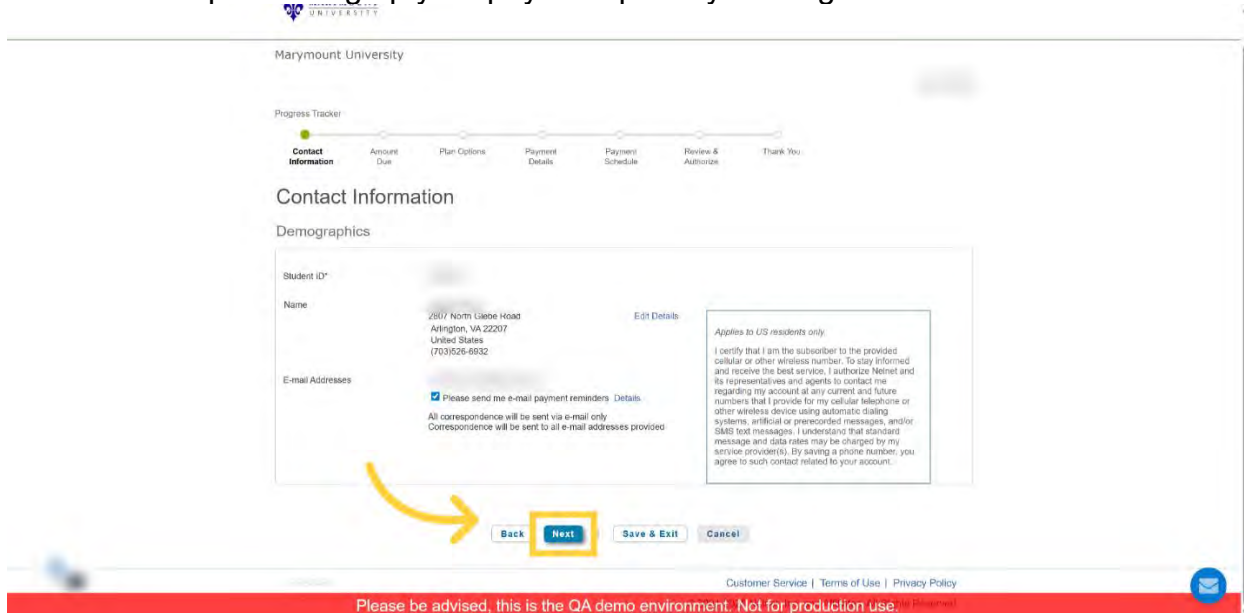 UNIVERSITY
Marymount University
Progress Tracker
Contact Information
Amount Due
Plan Options
Payment Details
Payment Schedule
Review & Authorize
Thank You
Contact Information
Demographics
Student ID*
Name
2807 North Glebe Road
Edit Details
Arlington, VA 22207
United States
(703)526-6932
E-mail Addresses
Please send me e-mail payment reminders Details
All correspondence will be sent via e-mail only
Correspondence will be sent to all e-mail addresses provided
Applies to US residents only.
I certify that I am the subscriber to the provided
cellular or other wireless number. To stay informed
and receive the best service, I authorize Nelnet and
its representatives and agents to contact me
regarding my account at any current and future
numbers that I provide for my cellular telephone or
other wireless device using automatic dialing
systems, artificial or prerecorded messages, and/or
SMS text messages. I understand that standard
message and data rates may be charged by my
service provider(s). By saving a phone number, you
agree to such contact related to your account.
Back Next Save & Exit Cancel
Customer Service | Terms of Use | Privacy Policy
Please be advised, this is the QA demo environment. Not for production use.